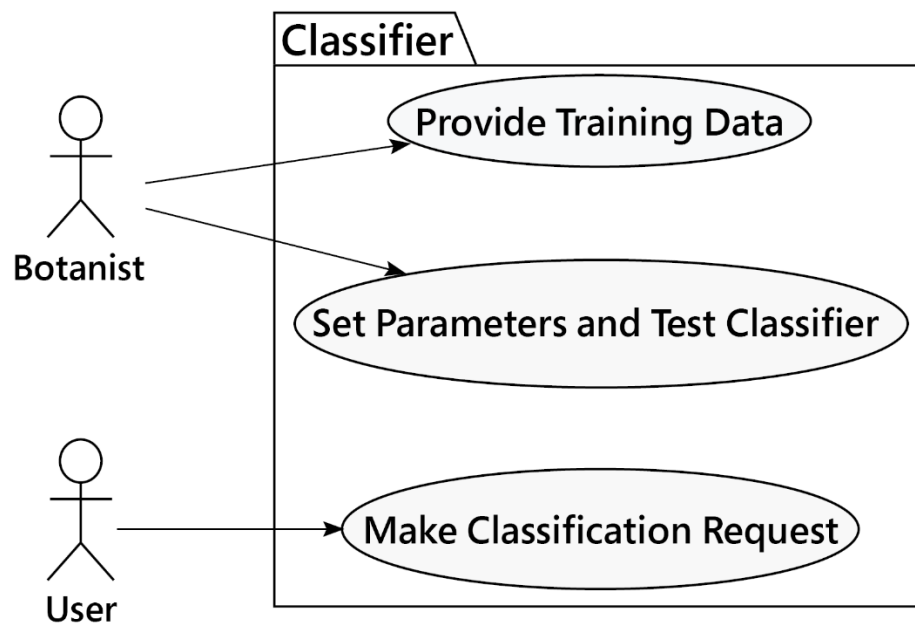 Classifier
Provide Training Data
Botanist
Set Parameters and Test Classifier
Make Classification Request
User